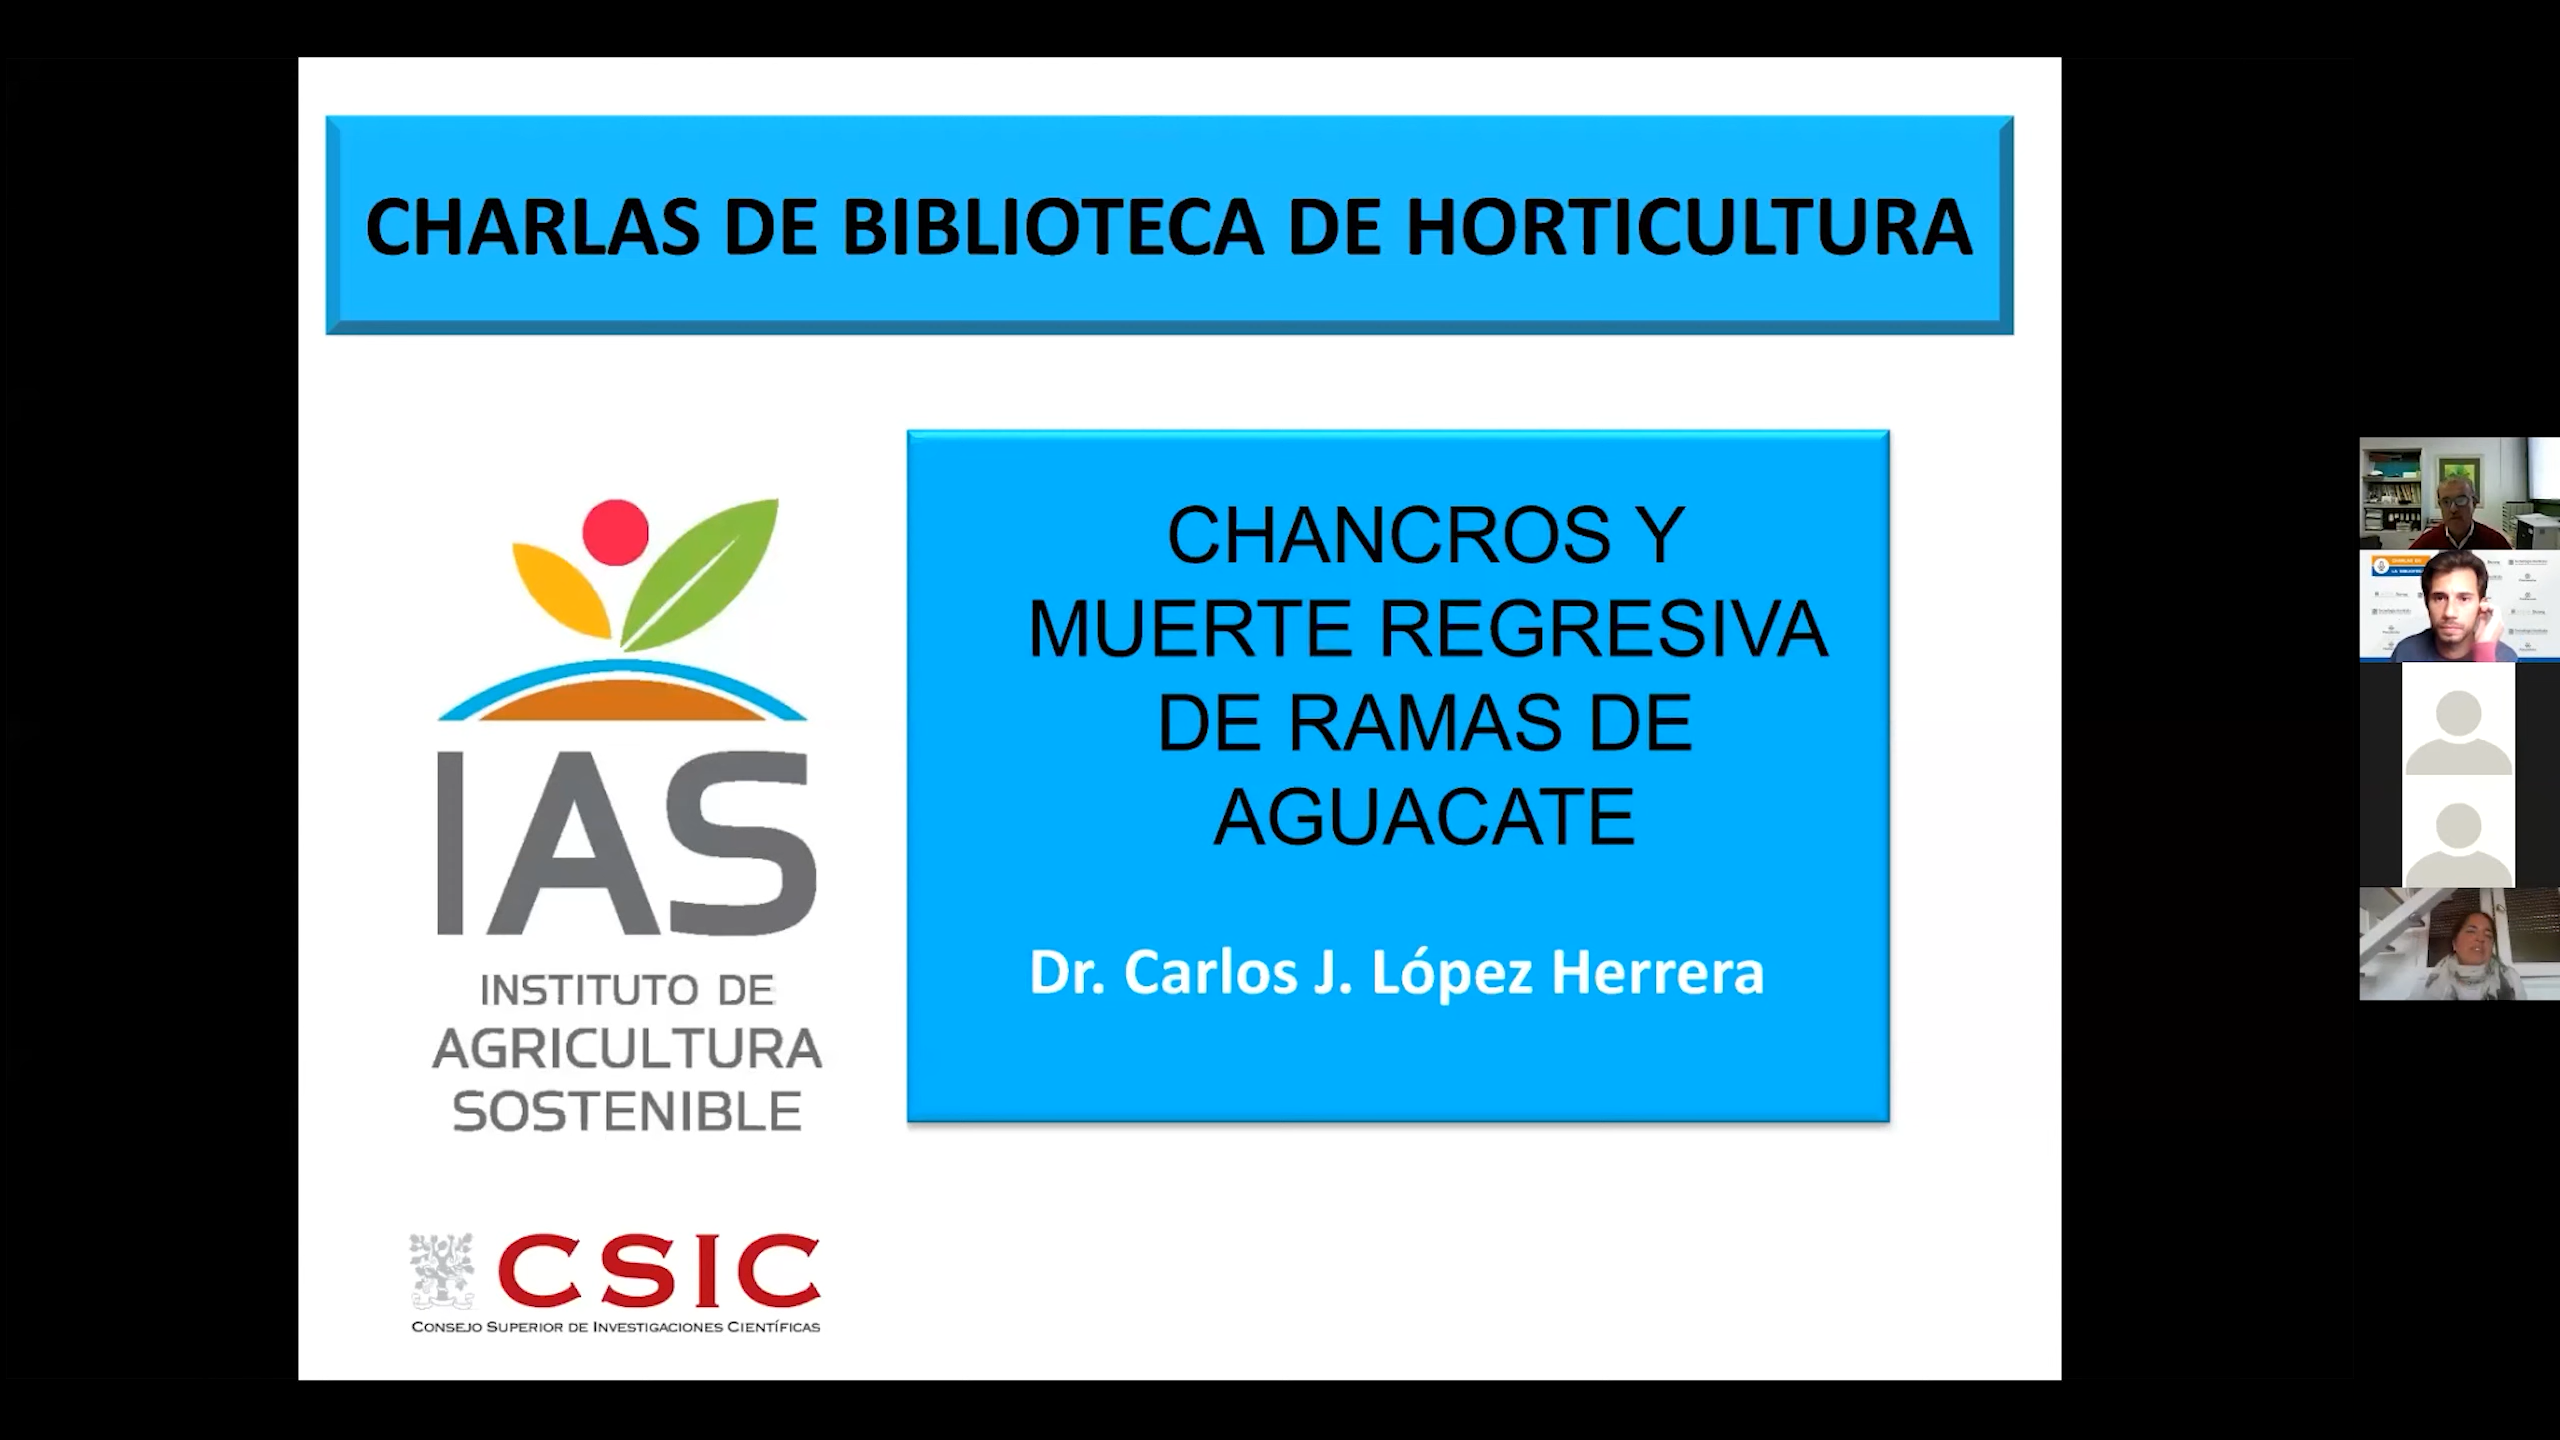 CHARLAS DE BIBLIOTECA DE HORTICULTURA
CHANCROS Y
MUERTE REGRESIVA
DE RAMAS DE
AGUACATE
Dr. Carlos J. López Herrera
IAS
INSTITUTO DE
AGRICULTURA
SOSTENIBLE
CSIC
CONSEJO SUPERIOR DE INVESTIGACIONES CIENTÍFICAS